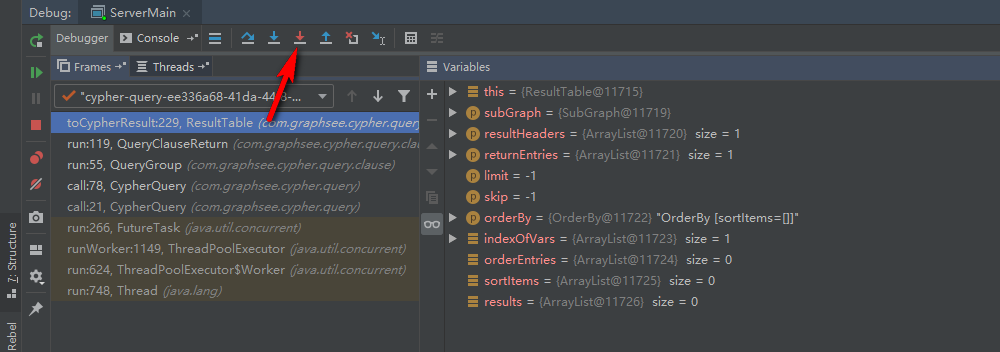 Debug: ServerMain
Debugger Console
Frames Threads
"cypher-query-ee336a68-41da-44
toCypherResult:229, ResultTable (com.graphsee.cypher.query
run:119, QueryClauseReturn (com.graphsee.cypher.query
run:55, QueryGroup (com.graphsee.cypher.query.clause)
call:78, CypherQuery (com.graphsee.cypher.query)
call:21, CypherQuery (com.graphsee.cypher.query)
run:266, FutureTask (java.util.concurrent)
runWorker:1149, ThreadPoolExecutor (java.util.concurrent)
run:624, ThreadPoolExecutor$Worker (java.util.concurrent)
run:748, Thread (java.lang)
Variables
this = {ResultTable@11715}
subGraph = {SubGraph@11719}
resultHeaders = {ArrayList@11720} size = 1
returnEntries = {ArrayList@11721} size = 1
limit = -1
skip = -1
orderBy = {OrderBy@11722} "OrderBy [sortItems=[]]"
indexOfVars = {ArrayList@11723} size = 1
orderEntries = {ArrayList@11724} size = 0
sortItems = {ArrayList@11725} size = 0
results = {ArrayList@11726} size = 0
7: Structure
Rebel